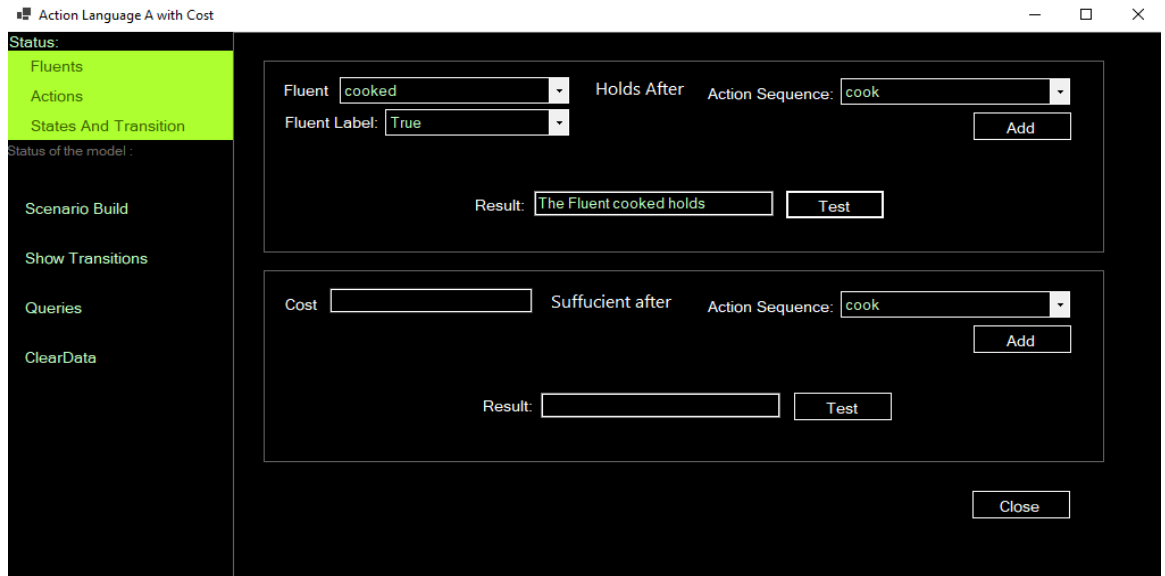 Action Language A with Cost
Status:
Fluents
Actions
States And Transition
Status of the model :
Scenario Build
Show Transitions
Queries
ClearData
Fluent cooked Holds After Action Sequence: cook
Fluent Label: True
Add
Result: The Fluent cooked holds Test
Cost Suffucient after Action Sequence: cook
Add
Result: Test
Close